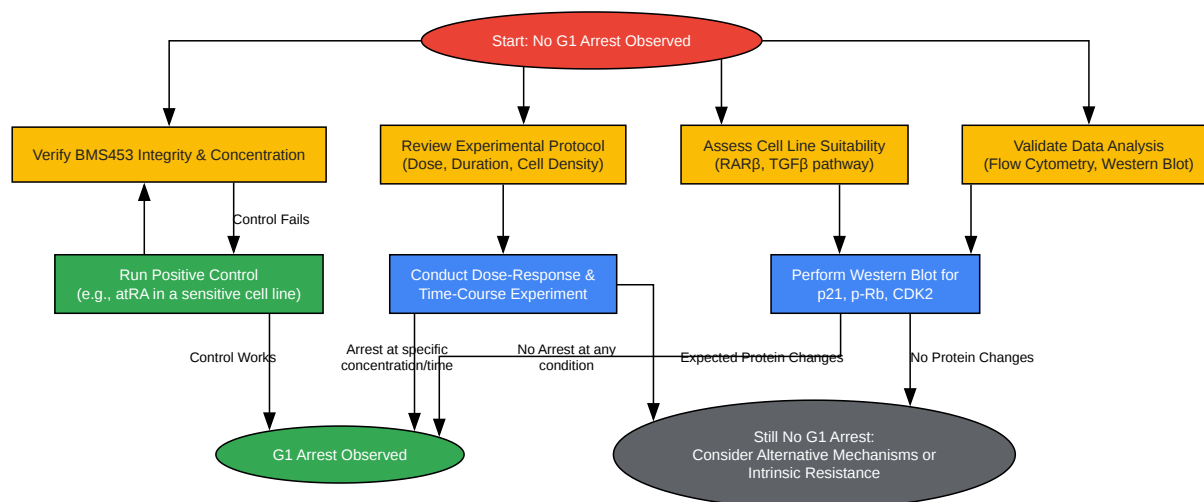 Start: No G1 Arrest Observed
Verify BMS453 Integrity & Concentration
Review Experimental Protocol
(Dose, Duration, Cell Density)
Assess Cell Line Suitability
(RARβ, TGFβ pathway)
Validate Data Analysis
(Flow Cytometry, Western Blot)
Control Fails
Run Positive Control
(e.g., atRA in a sensitive cell line)
Conduct Dose-Response &
Time-Course Experiment
Perform Western Blot for
p21, p-Rb, CDK2
Control Works
Arrest at specific
concentration/time
No Arrest at any
condition
Expected Protein Changes
No Protein Changes
G1 Arrest Observed
Still No G1 Arrest:
Consider Alternative Mechanisms or
Intrinsic Resistance